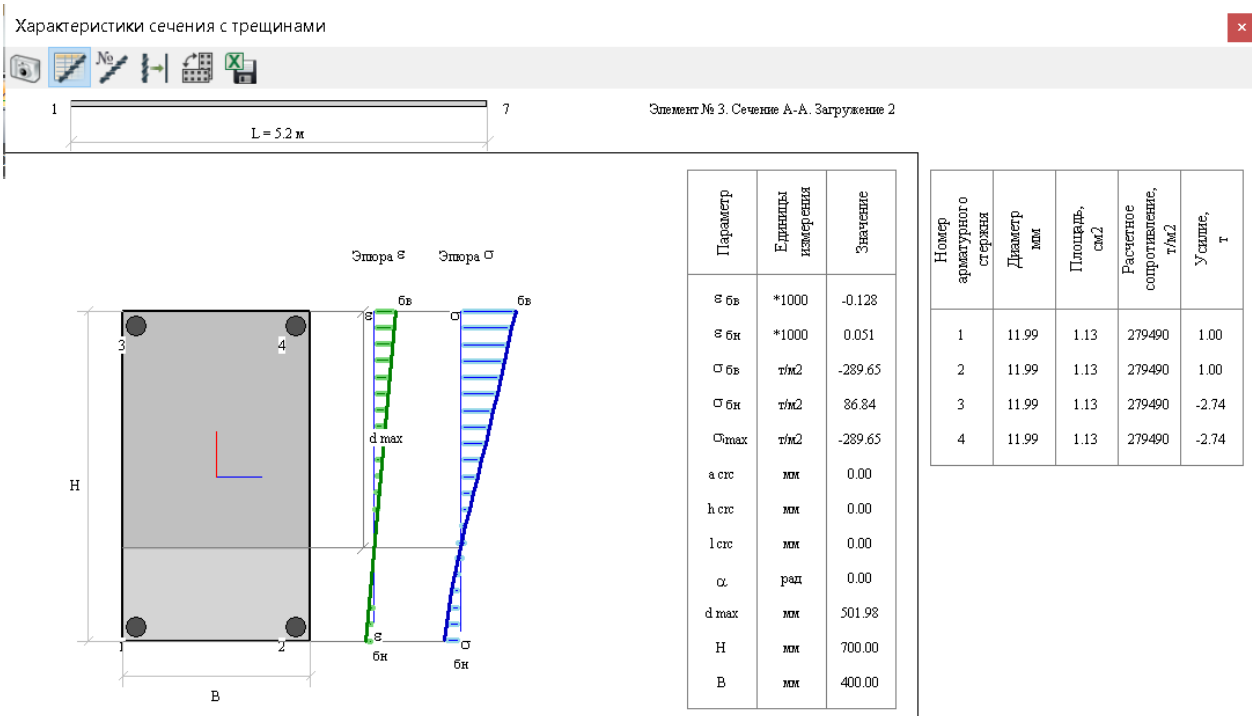 Характеристики сечения с трещинами
№
1
7
L = 5.2 м
Элемент № 3. Сечение А-А. Загружение 2
Эпюра ε
Эпюра σ
бв
бв
ε
σ
3
4
d max
H
1
2
ε
σ
бн
бн
B
Параметр
Единицы измерения
Значение
ε бв *1000 -0.128
ε бн *1000 0.051
σ бв т/м2 -289.65
σ бн т/м2 86.84
σmax т/м2 -289.65
a crc мм 0.00
h crc мм 0.00
l crc мм 0.00
α рад 0.00
d max мм 501.98
H мм 700.00
B мм 400.00
Номер арматурного стержня
Диаметр мм
Площадь, см2
Расчетное сопротивление, т/м2
Усилие, т
1 11.99 1.13 279490 1.00
2 11.99 1.13 279490 1.00
3 11.99 1.13 279490 -2.74
4 11.99 1.13 279490 -2.74